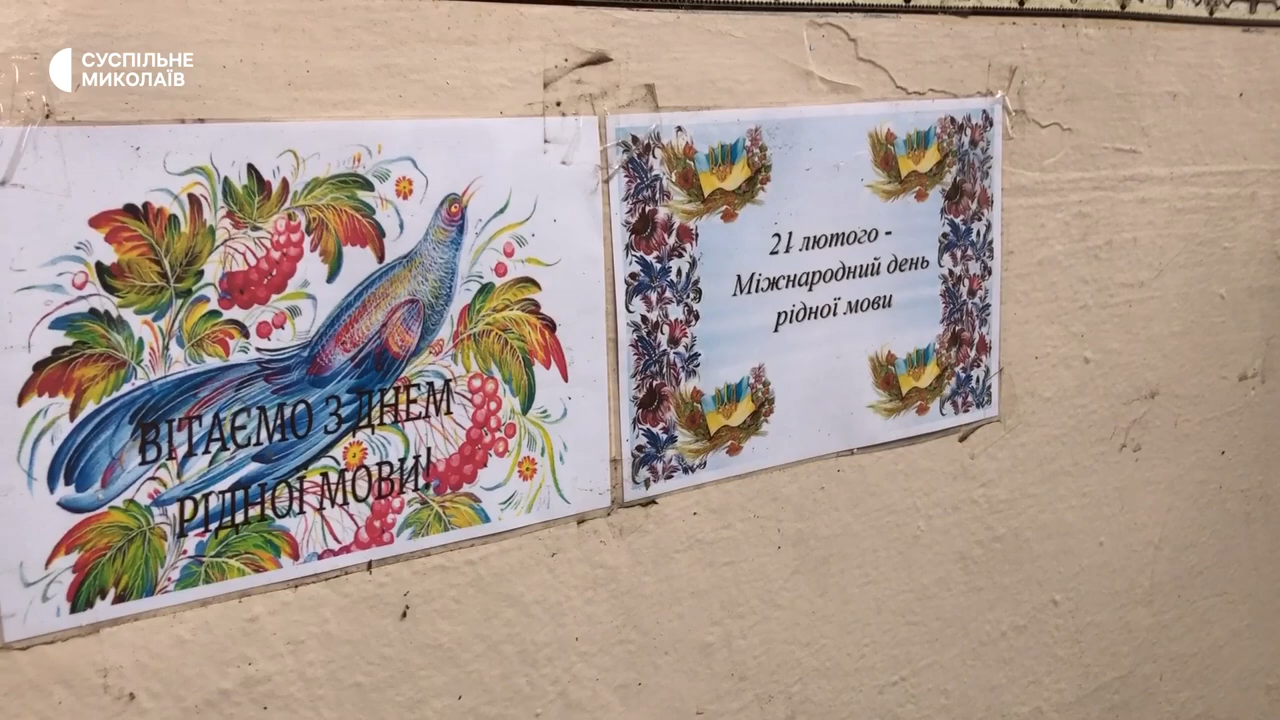 СУСПІЛЬНЕ
МИКОЛАЇВ
ВІТАЄМО З ДНЕМ
РІДНОЇ МОВИ!
21 лютого -
Міжнародний день
рідної мови